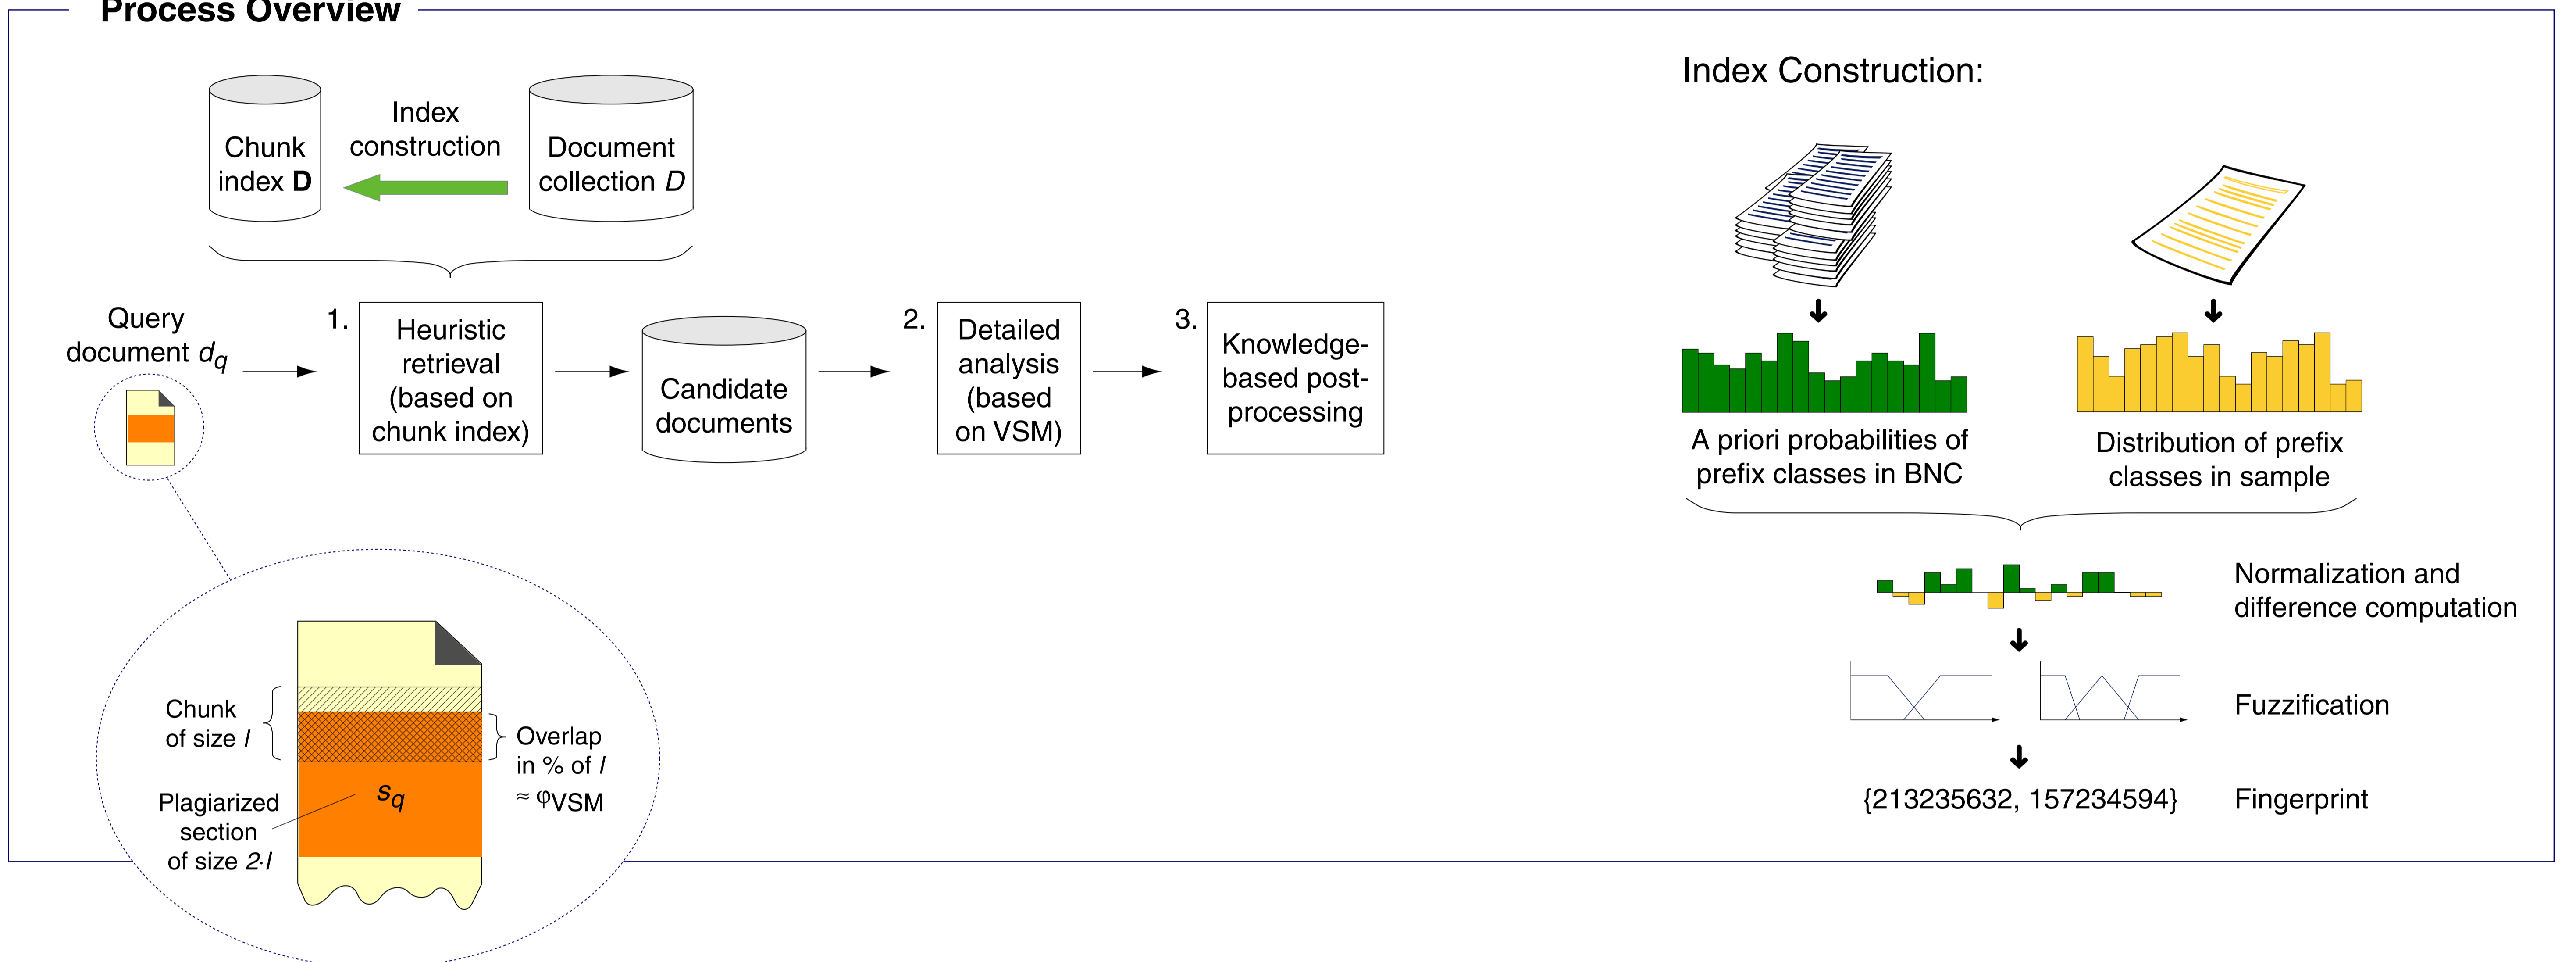 Process Overview
Chunk
index D
Index
construction
Document
collection D
Query
document dq
1.
Heuristic
retrieval
(based on
chunk index)
Candidate
documents
2.
Detailed
analysis
(based
on VSM)
3.
Knowledge-
based post-
processing
Chunk
of size l
Overlap
in % of l
≈ φVSM
sq
Plagiarized
section
of size 2·l
Index Construction:
A priori probabilities of
prefix classes in BNC
Distribution of prefix
classes in sample
Normalization and
difference computation
Fuzzification
{213235632, 157234594}
Fingerprint